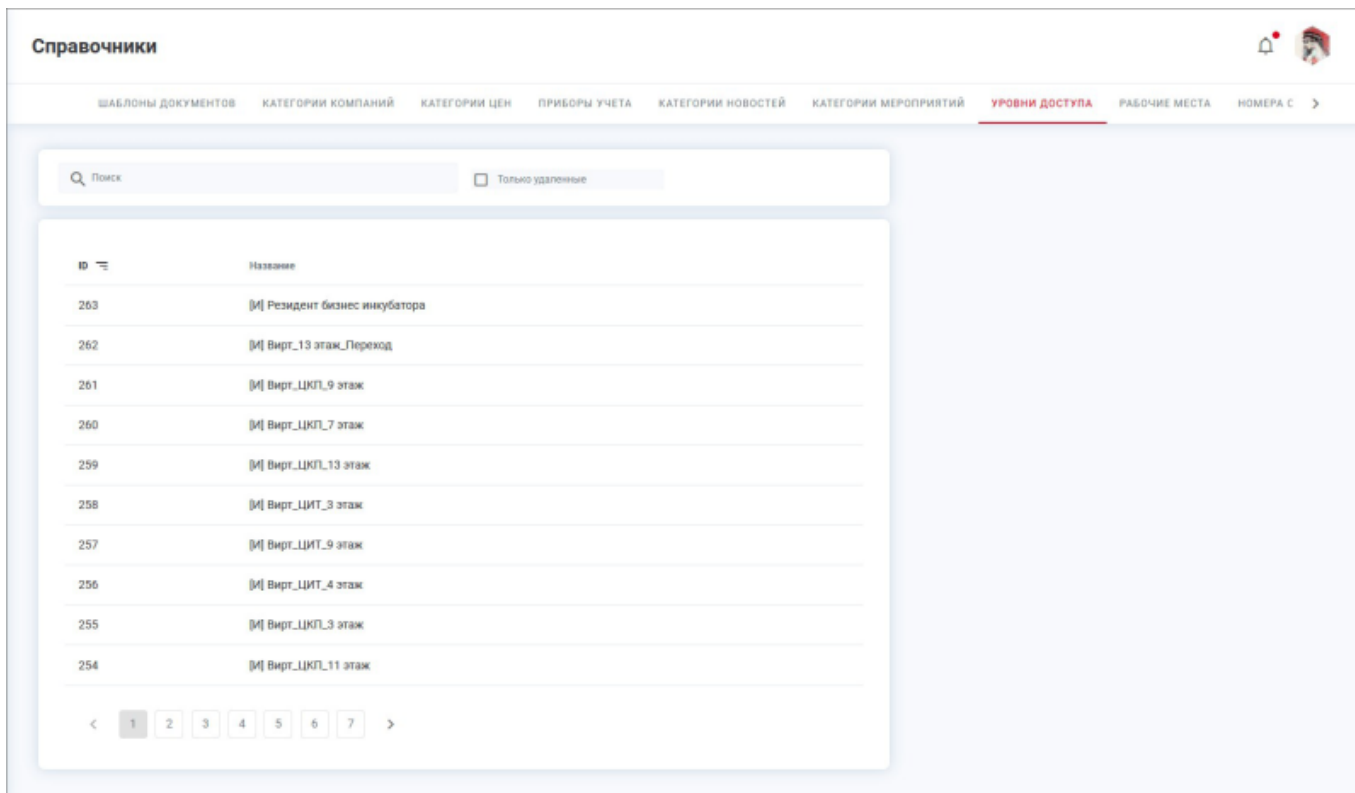 Справочники
ШАБЛОНЫ ДОКУМЕНТОВ КАТЕГОРИИ КОМПАНИЙ КАТЕГОРИИ ЦЕН ПРИБОРЫ УЧЕТА КАТЕГОРИИ НОВОСТЕЙ КАТЕГОРИИ МЕРОПРИЯТИЙ УРОВНИ ДОСТУПА РАБОЧИЕ МЕСТА НОМЕРА С
Поиск Только удаленные
ID Название
263 [И] Резидент бизнес инкубатора
262 [И] Вирт_13 этаж_Переход
261 [И] Вирт_ЦКП_9 этаж
260 [И] Вирт_ЦКП_7 этаж
259 [И] Вирт_ЦКП_13 этаж
258 [И] Вирт_ЦИТ_3 этаж
257 [И] Вирт_ЦИТ_9 этаж
256 [И] Вирт_ЦИТ_4 этаж
255 [И] Вирт_ЦКП_3 этаж
254 [И] Вирт_ЦКП_11 этаж
< 1 2 3 4 5 6 7 >